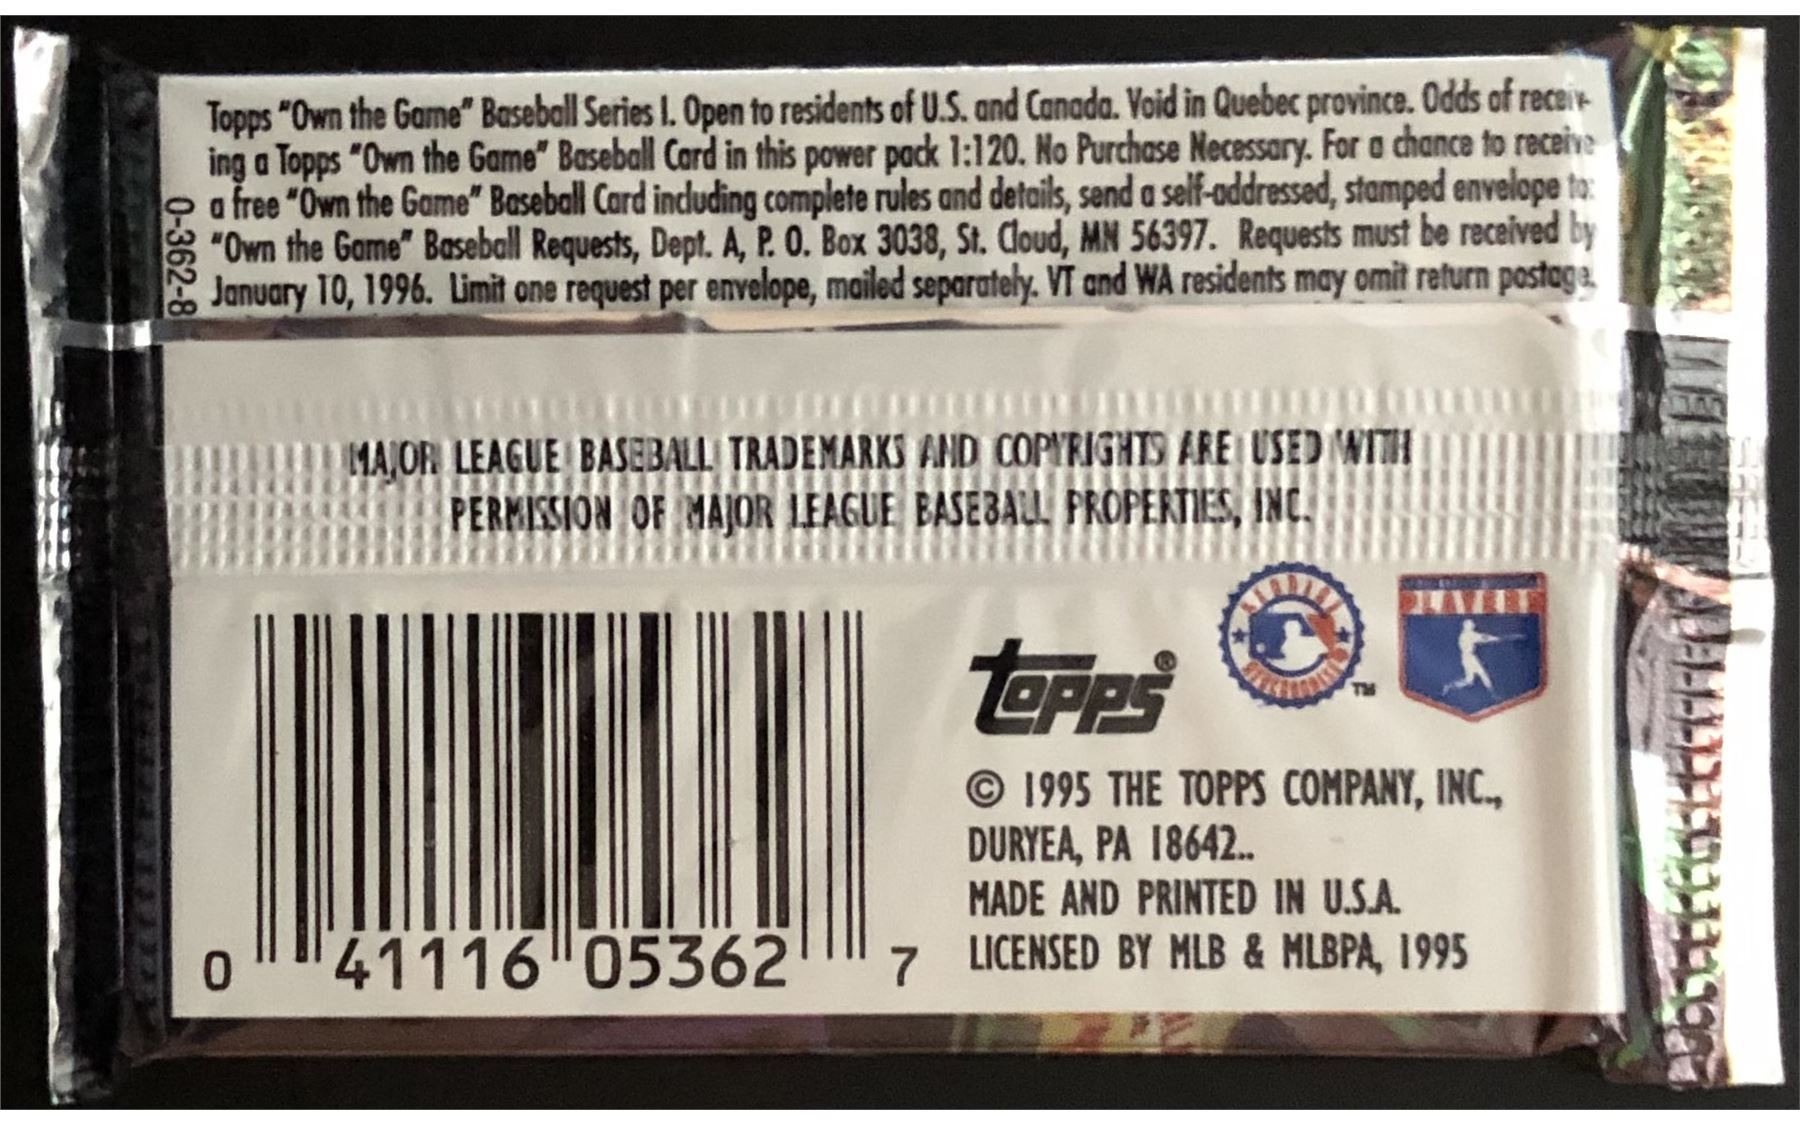 Topps "Own the Game" Baseball Series I. Open to residents of U.S. and Canada. Void in Quebec province. Odds of receiv-
ing a Topps "Own the Game" Baseball Card in this power pack 1:120. No Purchase Necessary. For a chance to receive
a free "Own the Game" Baseball Card including complete rules and details, send a self-addressed, stamped envelope to:
"Own the Game" Baseball Requests, Dept. A, P. O. Box 3038, St. Cloud, MN 56397. Requests must be received by
January 10, 1996. Limit one request per envelope, mailed separately. VT and WA residents may omit return postage.
0-362-8
MAJOR LEAGUE BASEBALL TRADEMARKS AND COPYRIGHTS ARE USED WITH
PERMISSION OF MAJOR LEAGUE BASEBALL PROPERTIES, INC.
PLAYERS
Topps®
TM
© 1995 THE TOPPS COMPANY, INC.,
DURYEA, PA 18642..
MADE AND PRINTED IN U.S.A.
LICENSED BY MLB & MLBPA, 1995
0 41116 05362 7